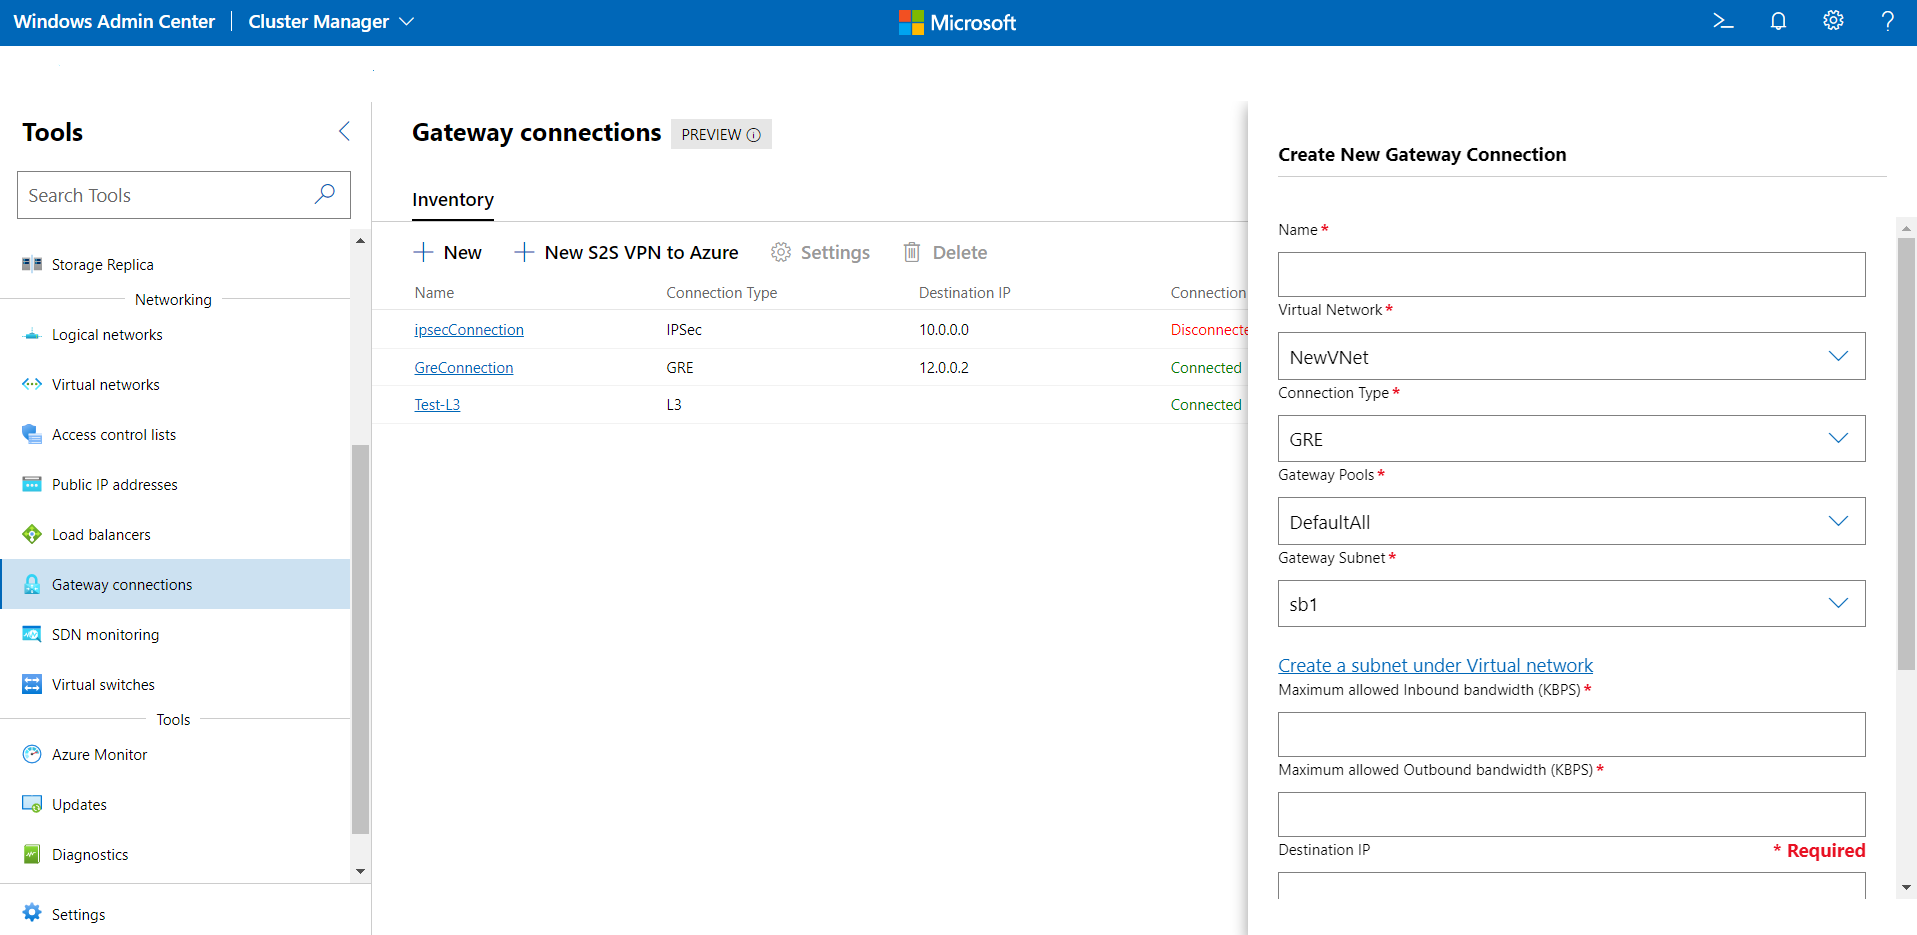 Windows Admin Center
Cluster Manager
Microsoft
Tools
Search Tools
Storage Replica
Networking
Logical networks
Virtual networks
Access control lists
Public IP addresses
Load balancers
Gateway connections
SDN monitoring
Virtual switches
Tools
Azure Monitor
Updates
Diagnostics
Settings
Gateway connections
PREVIEW
Inventory
New
New S2S VPN to Azure
Settings
Delete
Name Connection Type Destination IP Connection
ipsecConnection IPSec 10.0.0.0 Disconnecte
GreConnection GRE 12.0.0.2 Connected
Test-L3 L3 Connected
Create New Gateway Connection
Name *
Virtual Network *
NewVNet
Connection Type *
GRE
Gateway Pools *
DefaultAll
Gateway Subnet *
sb1
Create a subnet under Virtual network
Maximum allowed Inbound bandwidth (KBPS) *
Maximum allowed Outbound bandwidth (KBPS) *
Destination IP
* Required